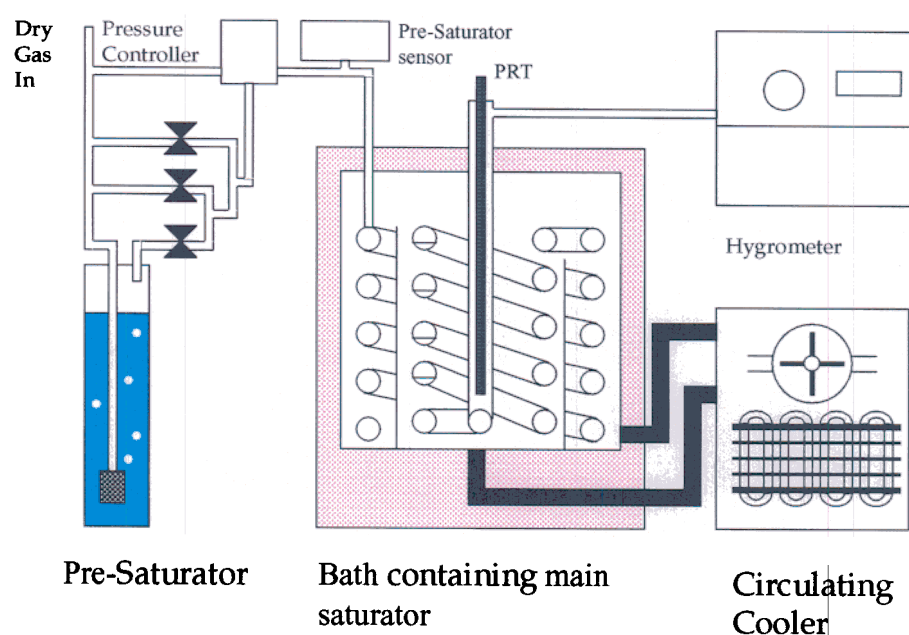 Dry
Gas
In
Pressure
Controller
Pre-Saturator
sensor
PRT
Hygrometer
Pre-Saturator
Bath containing main
saturator
Circulating
Cooler